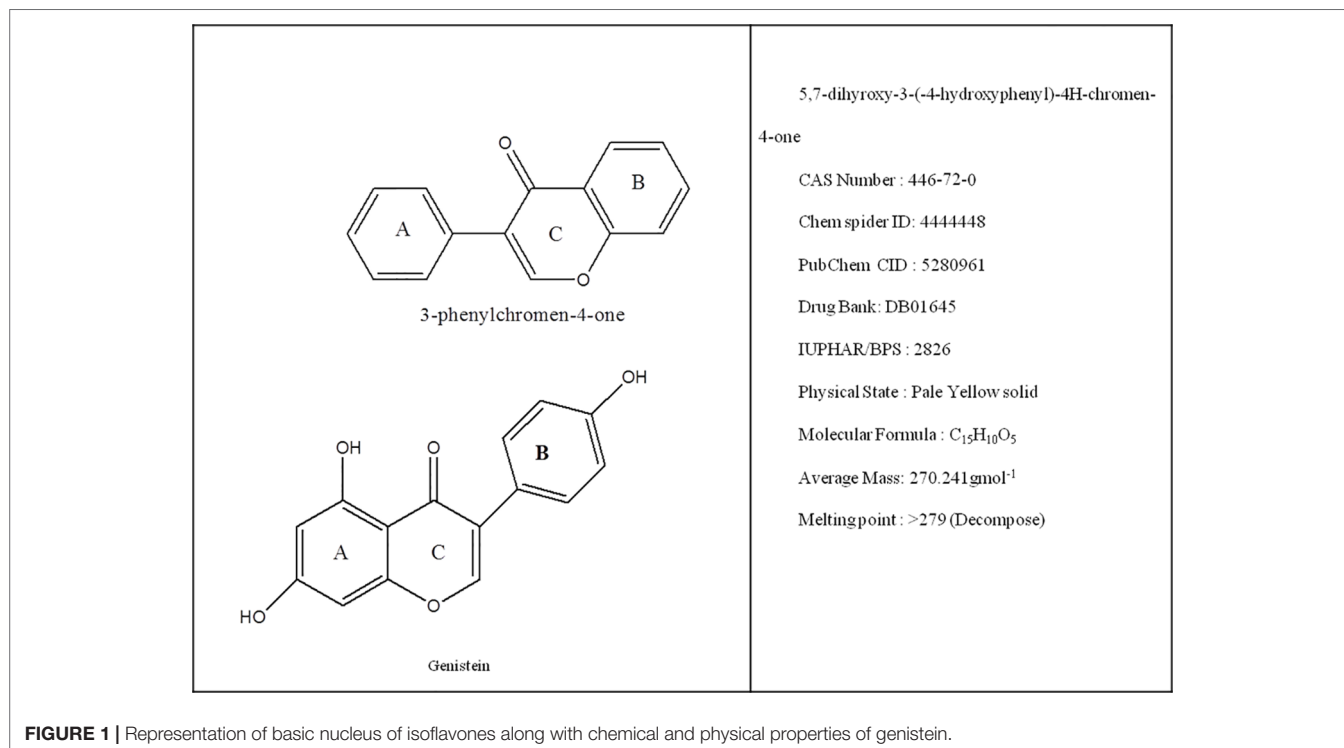 O
B
A
C
O
3-phenylchromen-4-one
OH
OH
O
B
A
C
O
HO
Genistein
5,7-dihyroxy-3-(-4-hydroxyphenyl)-4H-chromen-
4-one
CAS Number : 446-72-0
Chem spider ID: 4444448
PubChem CID : 5280961
Drug Bank: DB01645
IUPHAR/BPS : 2826
Physical State : Pale Yellow solid
Molecular Formula : C₁₅H₁₀O₅
Average Mass: 270.241gmol⁻¹
Melting point : >279 (Decompose)
FIGURE 1 | Representation of basic nucleus of isoflavones along with chemical and physical properties of genistein.